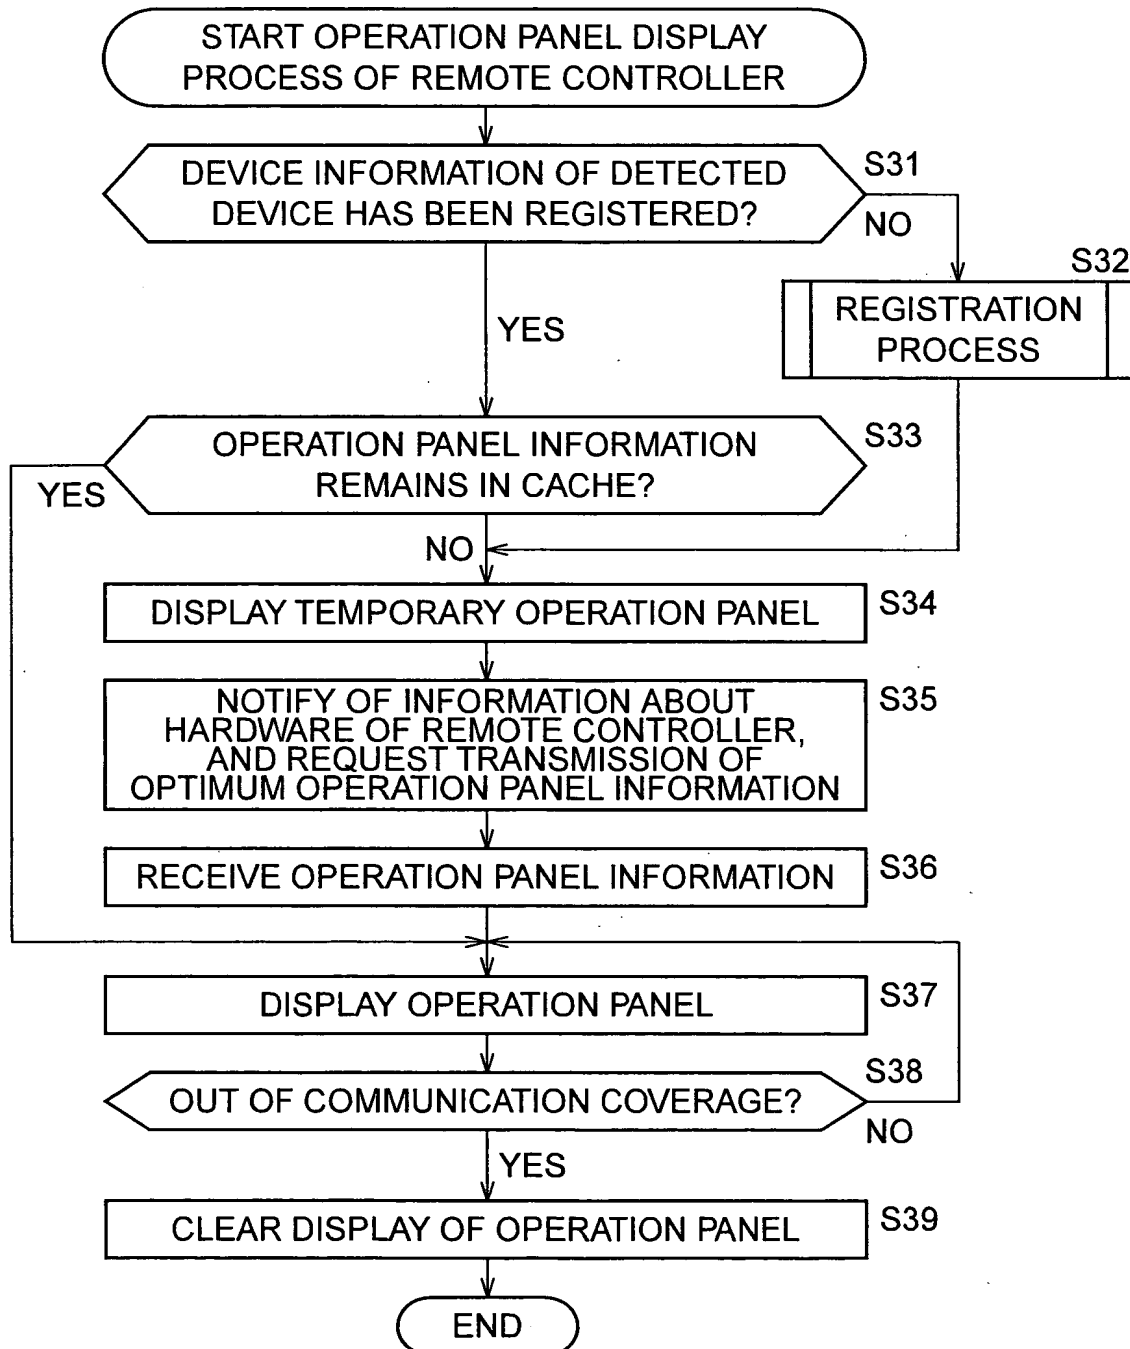 START OPERATION PANEL DISPLAY
PROCESS OF REMOTE CONTROLLER
DEVICE INFORMATION OF DETECTED
DEVICE HAS BEEN REGISTERED?
S31
NO
S32
REGISTRATION
PROCESS
YES
OPERATION PANEL INFORMATION
REMAINS IN CACHE?
S33
YES
NO
DISPLAY TEMPORARY OPERATION PANEL
S34
NOTIFY OF INFORMATION ABOUT
HARDWARE OF REMOTE CONTROLLER,
AND REQUEST TRANSMISSION OF
OPTIMUM OPERATION PANEL INFORMATION
S35
RECEIVE OPERATION PANEL INFORMATION
S36
DISPLAY OPERATION PANEL
S37
OUT OF COMMUNICATION COVERAGE?
S38
NO
YES
CLEAR DISPLAY OF OPERATION PANEL
S39
END